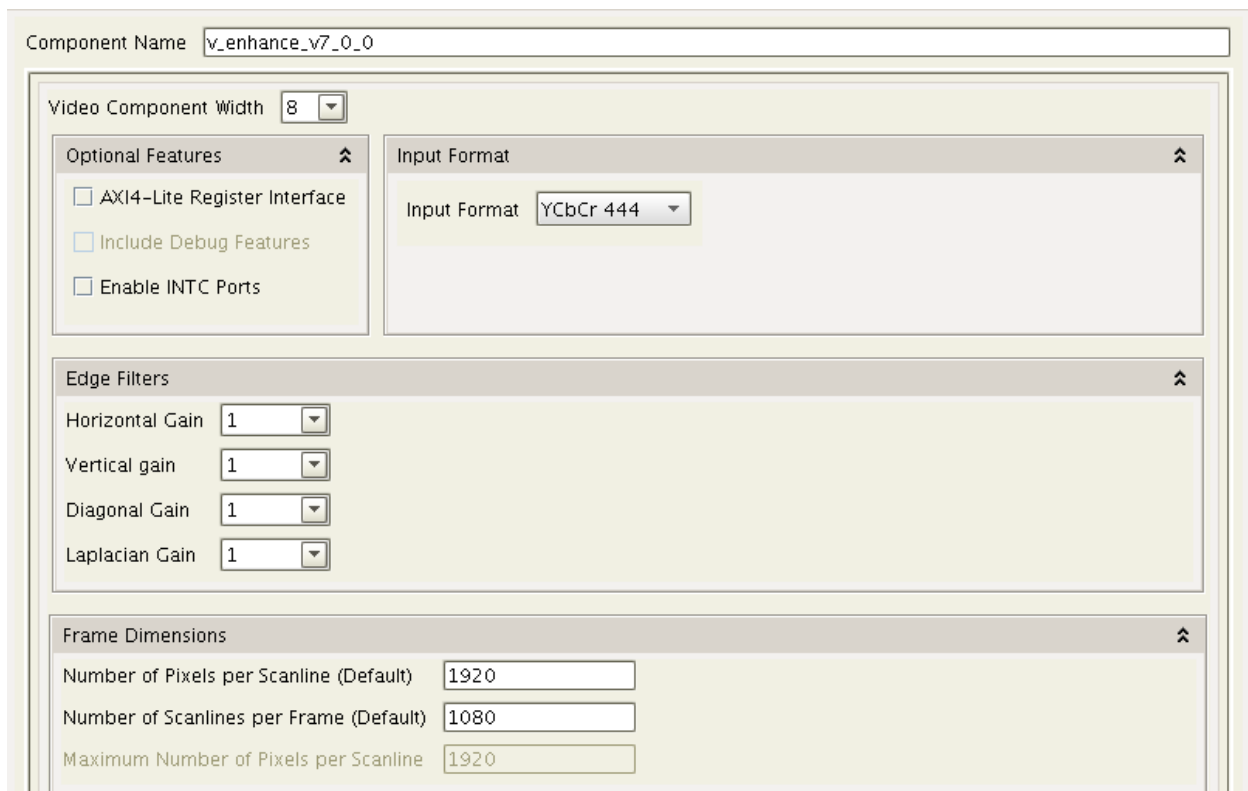 Component Name v_enhance_v7_0_0
Video Component Width 8
Optional Features
AXI4-Lite Register Interface
Include Debug Features
Enable INTC Ports
Input Format
Input Format YCbCr 444
Edge Filters
Horizontal Gain 1
Vertical gain 1
Diagonal Gain 1
Laplacian Gain 1
Frame Dimensions
Number of Pixels per Scanline (Default) 1920
Number of Scanlines per Frame (Default) 1080
Maximum Number of Pixels per Scanline 1920